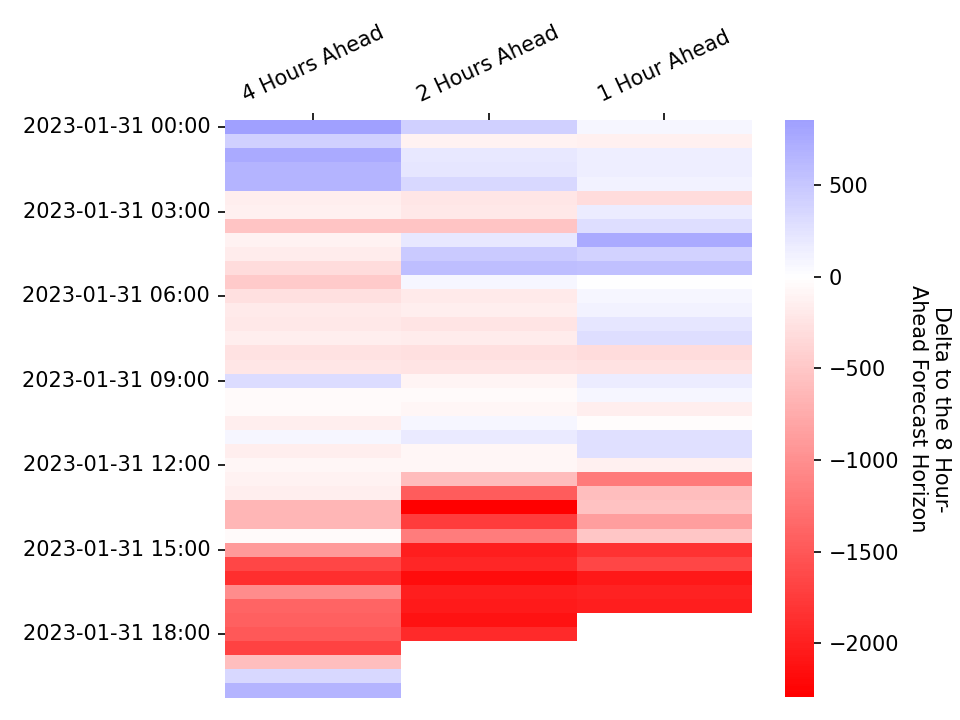 4 Hours Ahead
2 Hours Ahead
1 Hour Ahead
2023-01-31 00:00
2023-01-31 03:00
2023-01-31 06:00
2023-01-31 09:00
2023-01-31 12:00
2023-01-31 15:00
2023-01-31 18:00
500
0
−500
−1000
−1500
−2000
Delta to the 8 Hour-
Ahead Forecast Horizon